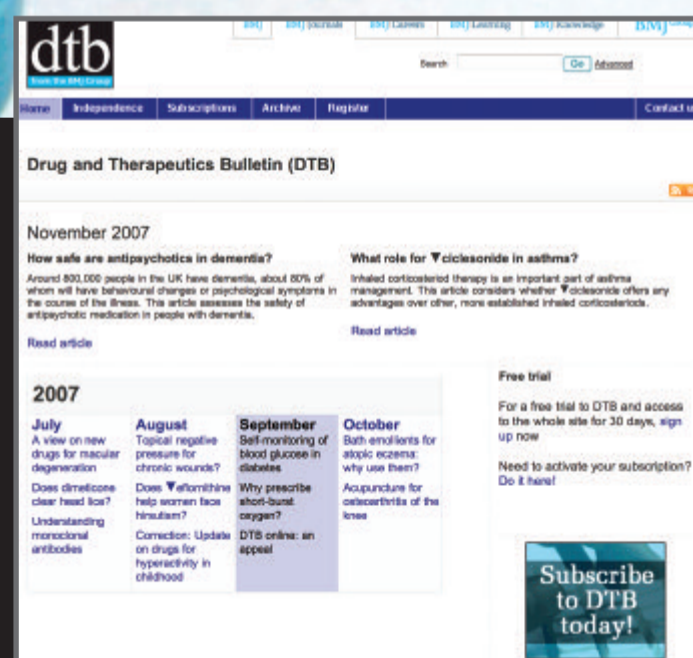 BMJ
BMJ Journals
BMJ Careers
BMJ Learning
BMJ Knowledge
BMJ
dtb
from the BMJ Group
Search
Go
Advanced
Home
Independence
Subscriptions
Archive
Register
Contact us
Drug and Therapeutics Bulletin (DTB)
November 2007
How safe are antipsychotics in dementia?
Around 800,000 people in the UK have dementia, about 80% of
whom will have behavioural changes or psychological symptoms in
the course of the illness. This article assesses the safety of
antipsychotic medication in people with dementia.
Read article
What role for ▼ciclesonide in asthma?
Inhaled corticosteroid therapy is an important part of asthma
management. This article considers whether ▼ciclesonide offers any
advantages over other, more established inhaled corticosteroids.
Read article
2007
July
A view on new
drugs for macular
degeneration
Does dimeticone
clear head lice?
Understanding
monoclonal
antibodies
August
Topical negative
pressure for
chronic wounds?
Does ▼eflornithine
help women face
hirsutism?
Correction: Update
on drugs for
hyperactivity in
childhood
September
Self-monitoring of
blood glucose in
diabetes
Why prescribe
short-burst
oxygen?
DTB online: an
appeal
October
Bath emollients for
atopic eczema:
why use them?
Acupuncture for
osteoarthritis of the
knee
Free trial
For a free trial to DTB and access
to the whole site for 30 days, sign
up now
Need to activate your subscription?
Do it here!
Subscribe
to DTB
today!